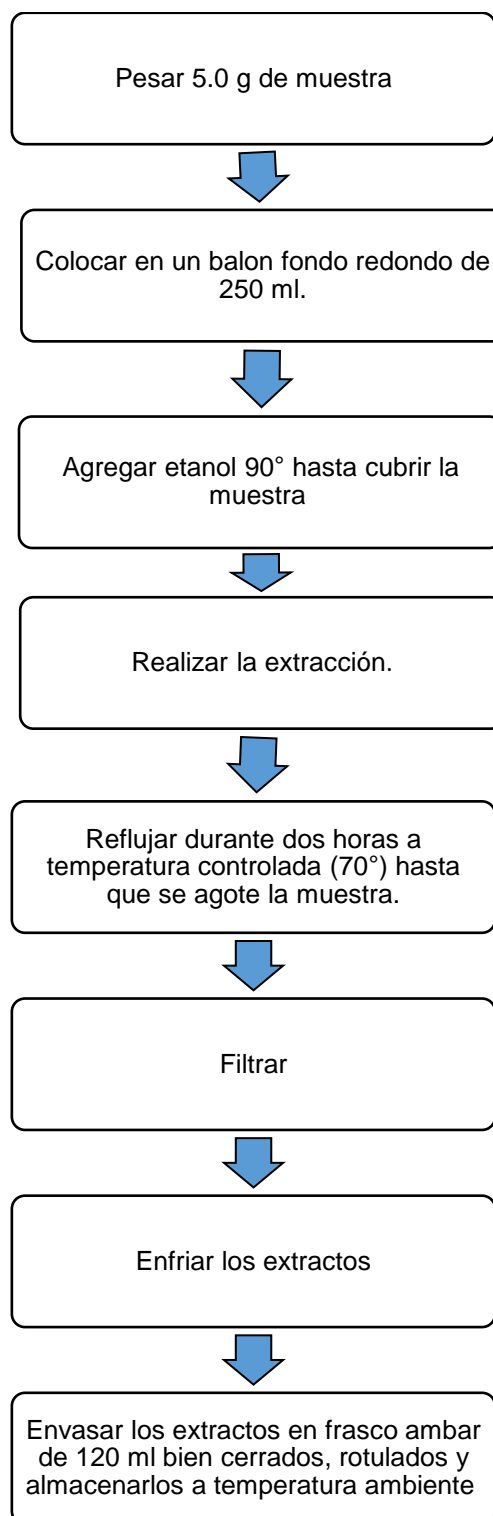 Pesar 5.0 g de muestra
Colocar en un balon fondo redondo de
250 ml.
Agregar etanol 90° hasta cubrir la
muestra
Realizar la extracción.
Reflujar durante dos horas a
temperatura controlada (70°) hasta
que se agote la muestra.
Filtrar
Enfriar los extractos
Envasar los extractos en frasco ambar
de 120 ml bien cerrados, rotulados y
almacenarlos a temperatura ambiente